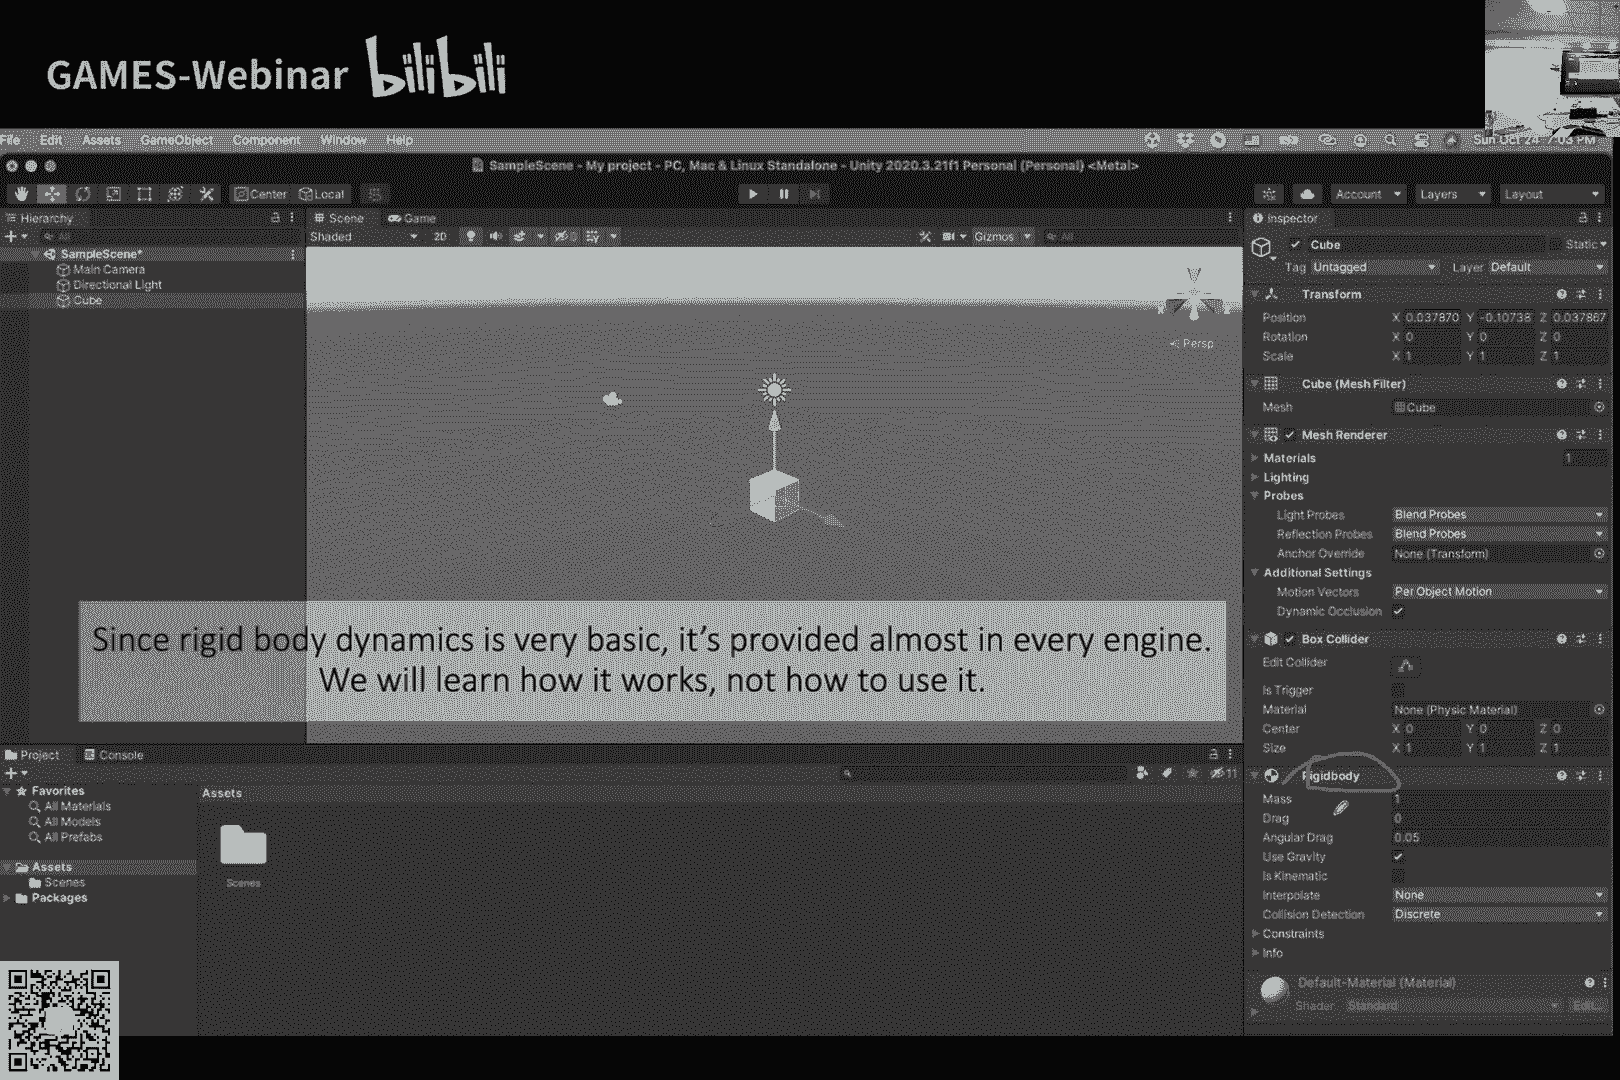 GAMES-Webinar bilibili
File Edit Assets GameObject Component Window Help
Sun Oct 24 7:03 PM
SampleScene - My project - PC, Mac & Linux Standalone - Unity 2020.3.21f1 Personal (Personal) <Metal>
Center Local
Account Layers Layout
Hierarchy
All
SampleScene*
Main Camera
Directional Light
Cube
Scene Game
Shaded 2D 0 Gizmos All
Persp
Since rigid body dynamics is very basic, it's provided almost in every engine.
We will learn how it works, not how to use it.
Inspector
Cube Static
Tag Untagged Layer Default
Transform
Position X 0.037870 Y -0.10738 Z 0.037867
Rotation X 0 Y 0 Z 0
Scale X 1 Y 1 Z 1
Cube (Mesh Filter)
Mesh Cube
Mesh Renderer
Materials 1
Lighting
Probes
Light Probes Blend Probes
Reflection Probes Blend Probes
Anchor Override None (Transform)
Additional Settings
Motion Vectors Per Object Motion
Dynamic Occlusion
Box Collider
Edit Collider
Is Trigger
Material None (Physic Material)
Center X 0 Y 0 Z 0
Size X 1 Y 1 Z 1
Rigidbody
Mass 1
Drag 0
Angular Drag 0.05
Use Gravity
Is Kinematic
Interpolate None
Collision Detection Discrete
Constraints
Info
Default-Material (Material)
Shader Standard Edit...
Project Console
11
Favorites
All Materials
All Models
All Prefabs
Assets
Scenes
Packages
Assets
Scenes